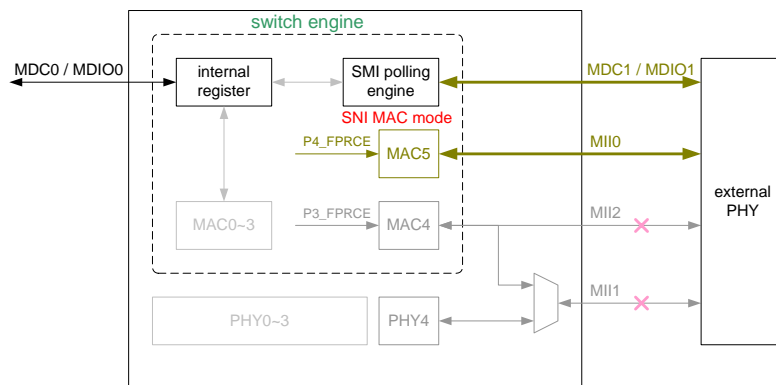 switch engine
MDC0 / MDIO0
internal
register
SMI polling
engine
MDC1 / MDIO1
SNI MAC mode
P4_FPRCE
MAC5
MII0
external
PHY
MAC0~3
P3_FPRCE
MAC4
MII2
MII1
PHY0~3
PHY4